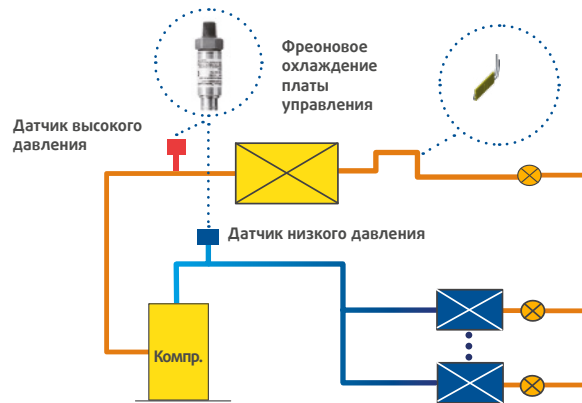 Фреоновое
охлаждение
платы
управления
Датчик высокого
давления
Датчик низкого давления
Компр.